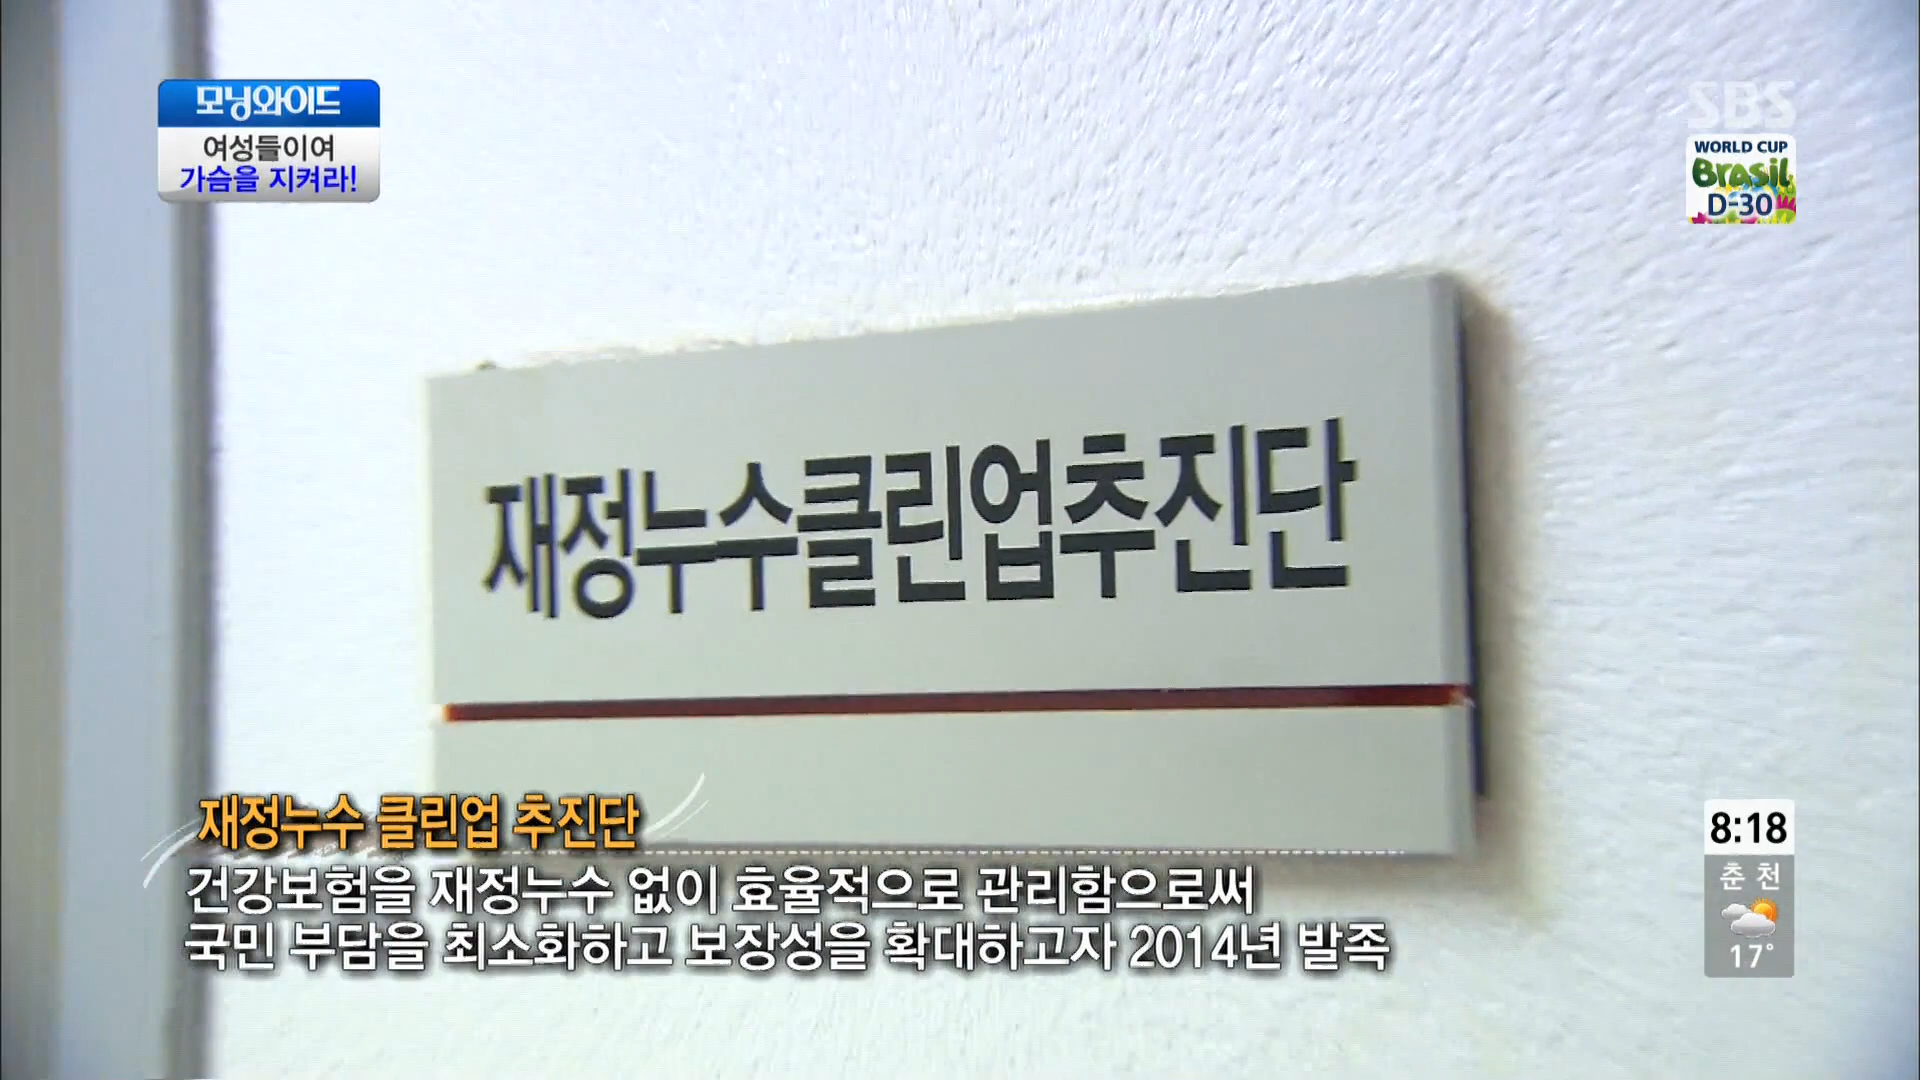 모닝와이드
여성들이여
가슴을 지켜라!
SBS
WORLD CUP
Brasil
D-30
재정누수클린업추진단
재정누수 클린업 추진단
건강보험을 재정누수 없이 효율적으로 관리함으로써
국민 부담을 최소화하고 보장성을 확대하고자 2014년 발족
8:18
춘천
17°